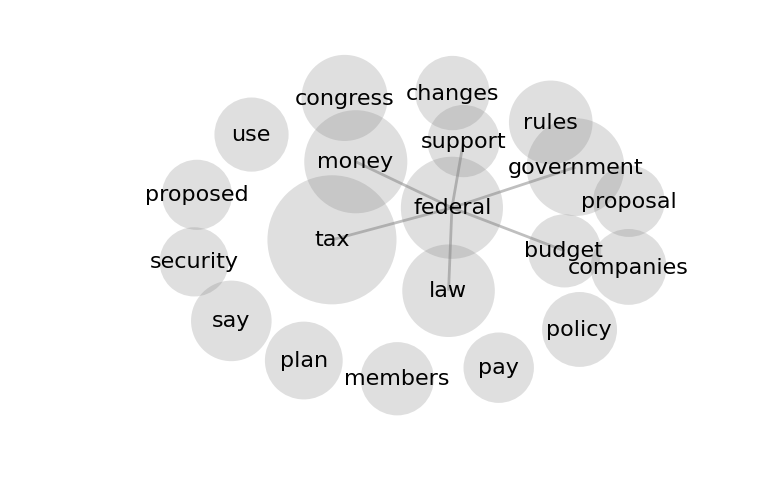 congress
changes
rules
use
support
money
government
proposed
proposal
federal
tax
budget
security
companies
law
say
policy
plan
pay
members